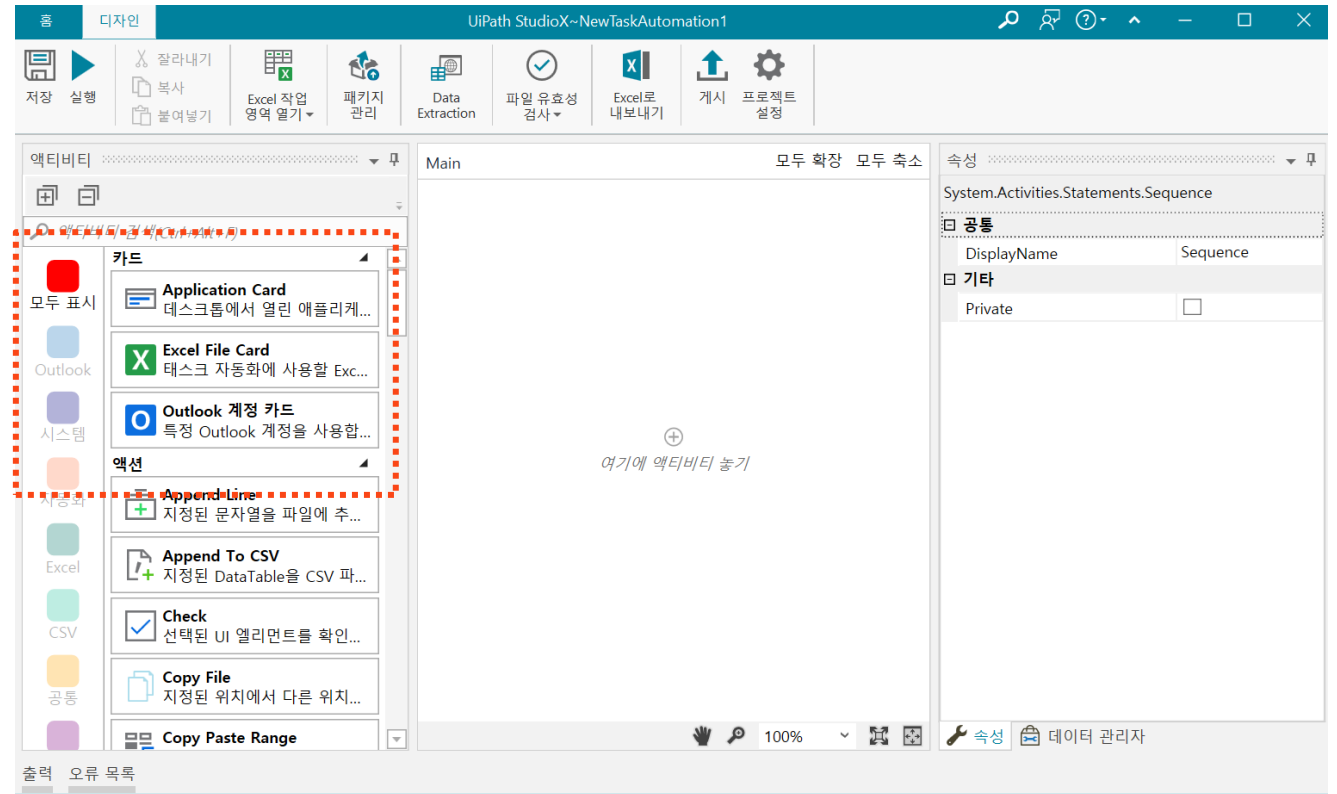 홈 디자인 UiPath StudioX~NewTaskAutomation1
저장 실행
잘라내기
복사
붙여넣기
Excel 작업
영역 열기
패키지
관리
Data
Extraction
파일 유효성
검사
Excel로
내보내기
게시
프로젝트
설정
액티비티
액티비티 검색(Ctrl+Alt+F)
모두 표시
Outlook
시스템
자동화
Excel
CSV
공통
카드
Application Card
데스크톱에서 열린 애플리케...
Excel File Card
태스크 자동화에 사용할 Exc...
Outlook 계정 카드
특정 Outlook 계정을 사용합...
액션
Append Line
지정된 문자열을 파일에 추...
Append To CSV
지정된 DataTable을 CSV 파...
Check
선택된 UI 엘리먼트를 확인...
Copy File
지정된 위치에서 다른 위치...
Copy Paste Range
Main 모두 확장 모두 축소
여기에 액티비티 놓기
100%
속성
System.Activities.Statements.Sequence
공통
DisplayName Sequence
기타
Private
속성 데이터 관리자
출력 오류 목록